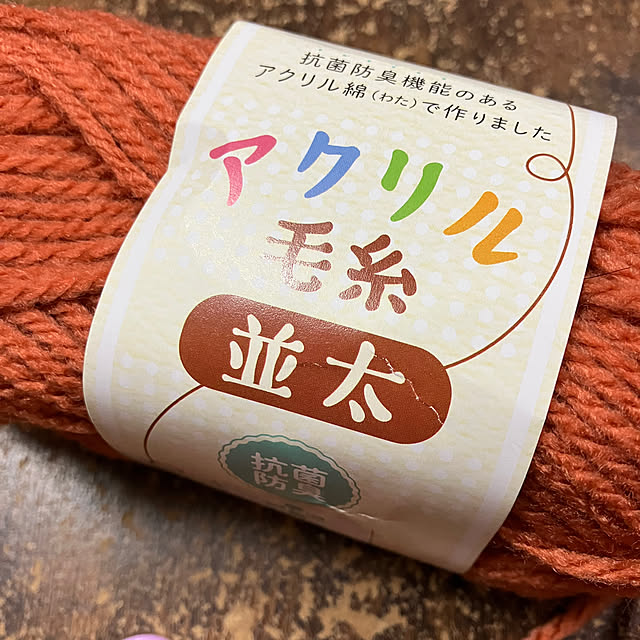 抗菌防臭機能のある
アクリル綿(わた)で作りました
アクリル
毛糸
並太
抗菌
防臭